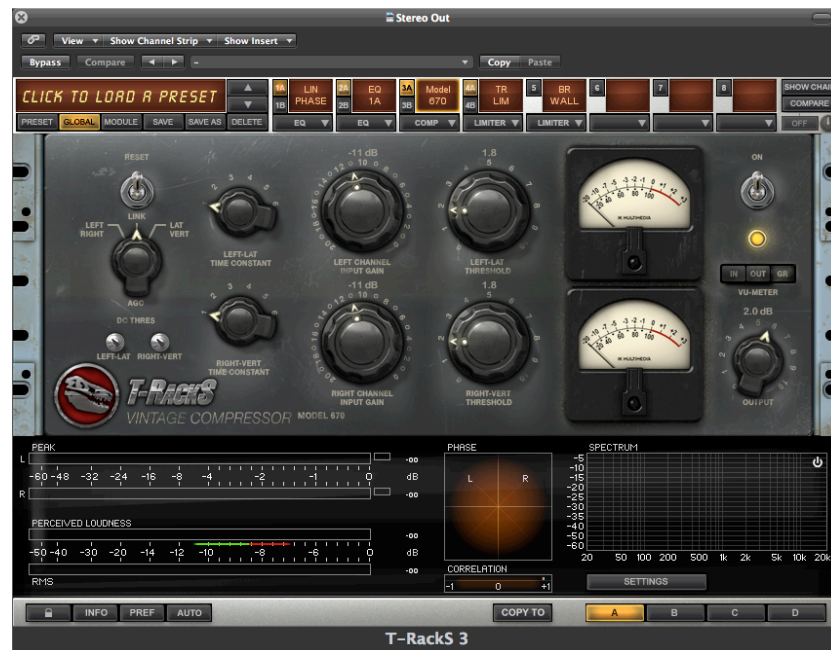 Stereo Out
View Show Channel Strip Show Insert
Bypass Compare - Copy Paste
CLICK TO LOAD A PRESET
1A LIN PHASE 2A EQ 1A 3A Model 670 4A TR LIM 5 BR WALL 6 7 8 SHOW CHAI
1B 2B 3B 4B COMPARE
PRESET GLOBAL MODULE SAVE SAVE AS DELETE EQ EQ COMP LIMITER LIMITER OFF
RESET -11 dB 1.8 ON
LINK
LEFT RIGHT LAT VERT
LEFT-LAT TIME CONSTANT
LEFT CHANNEL INPUT GAIN
LEFT-LAT THRESHOLD
IK MULTIMEDIA
AGC
DC THRES
LEFT-LAT RIGHT-VERT
-11 dB 1.8
IN OUT GR
VU-METER
2.0 dB
RIGHT-VERT TIME CONSTANT
RIGHT CHANNEL INPUT GAIN
RIGHT-VERT THRESHOLD
IK MULTIMEDIA
OUTPUT
T-RackS
VINTAGE COMPRESSOR MODEL 670
PEAK PHASE SPECTRUM
L -oo
-60 -48 -32 -24 -16 -8 -4 -2 -1 0 dB
R -oo
L R
-5
-10
-15
-20
-25
-30
-35
-40
-45
-50
-60
20 50 100 200 500 1k 2k 5k 10k 20k
PERCEIVED LOUDNESS
-oo
-50 -40 -30 -20 -14 -12 -10 -8 -6 0 dB
-oo
RMS
CORRELATION
-1 0 +1
SETTINGS
INFO PREF AUTO COPY TO A B C D
T-RackS 3